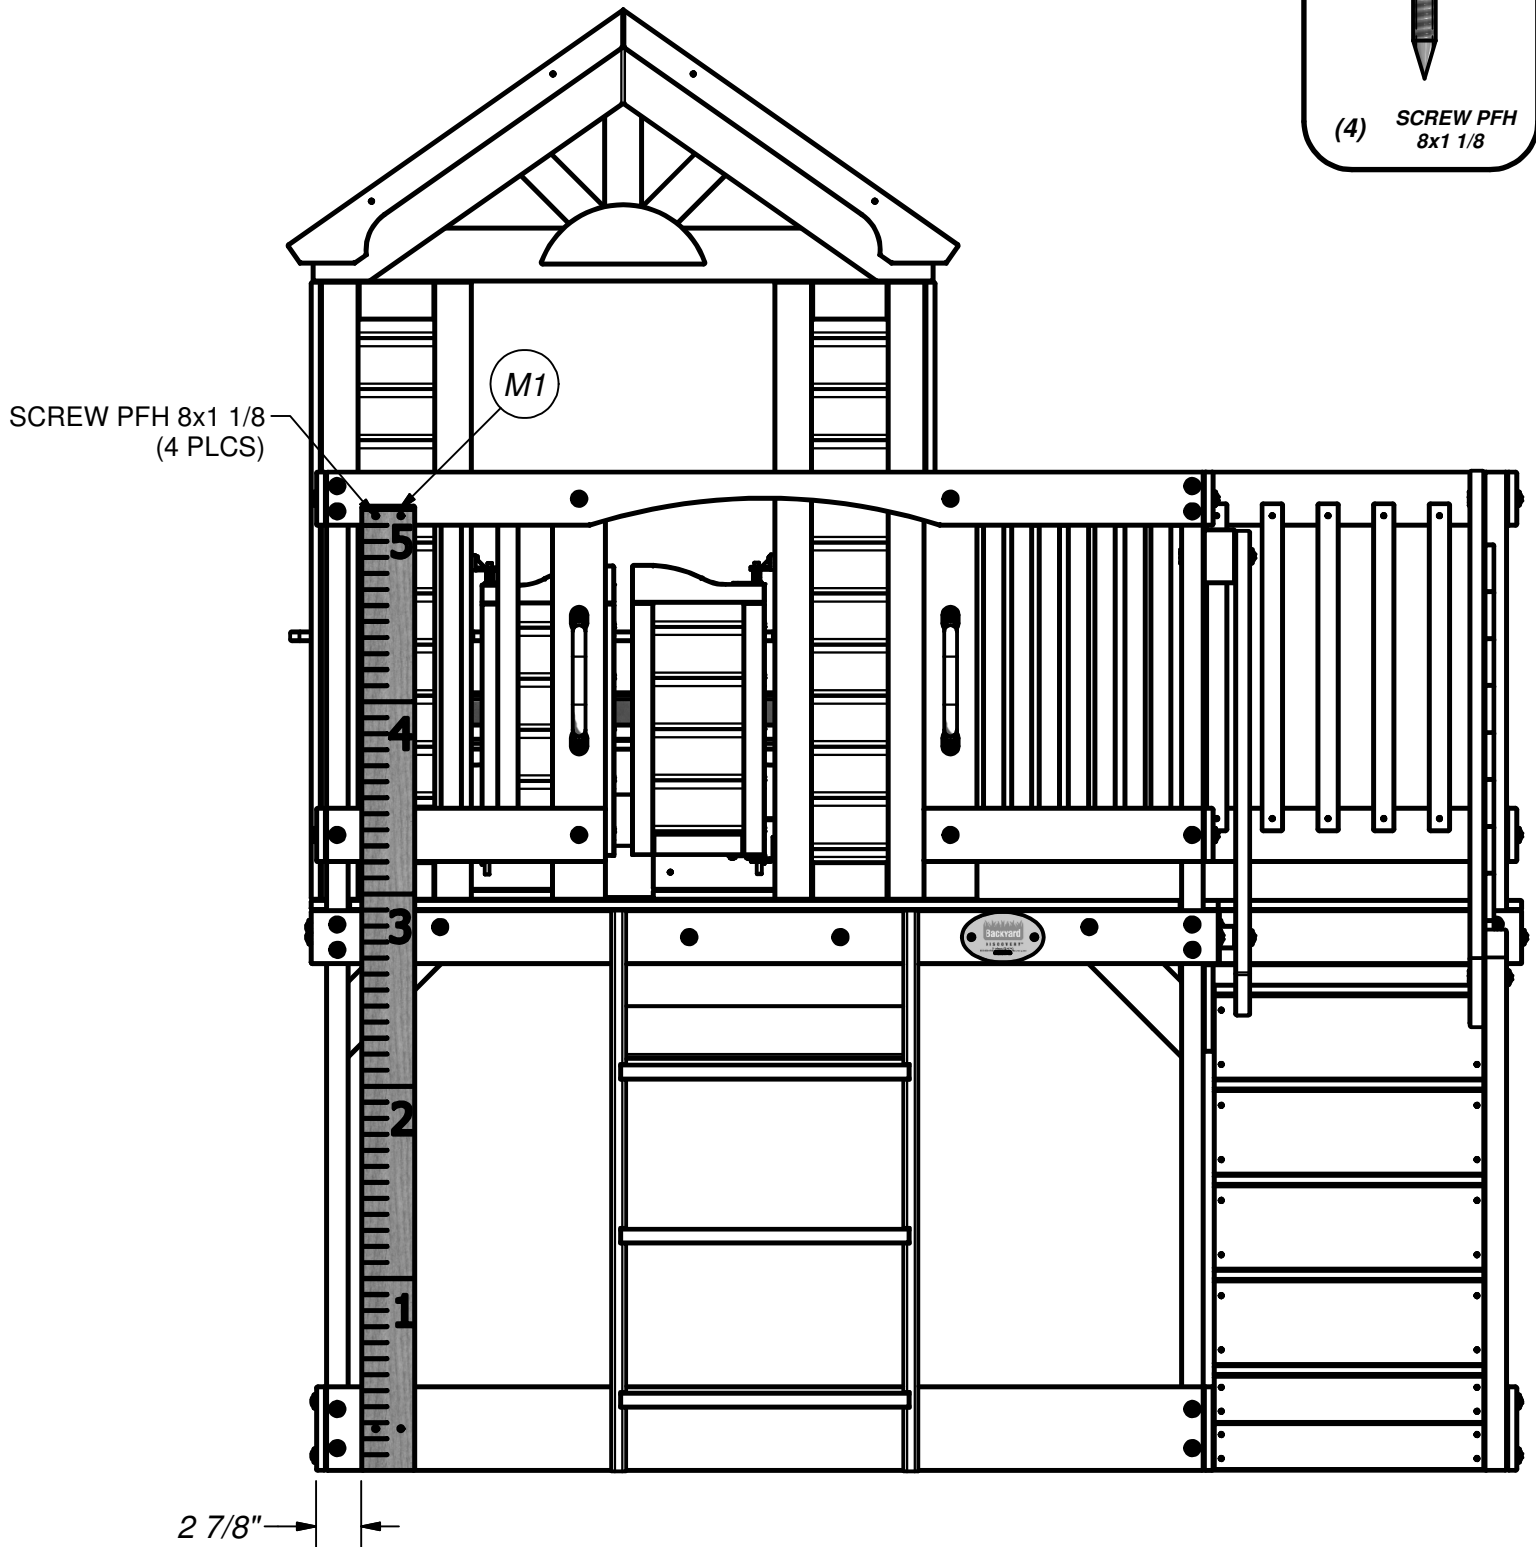 (4)
SCREW PFH
8x1 1/8
M1
SCREW PFH 8x1 1/8
(4 PLCS)
5
4
3
Backyard
DISCOVERY
2
1
2 7/8"